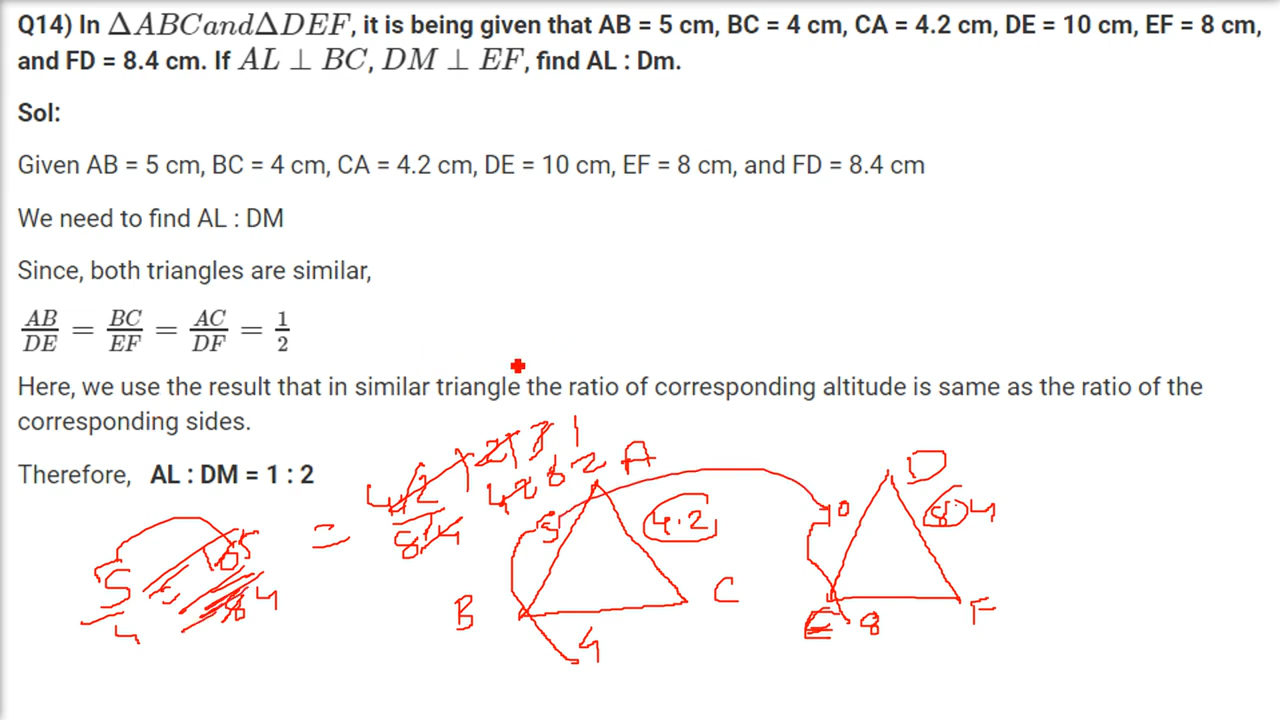 Q14) In ΔABCandΔDEF, it is being given that AB = 5 cm, BC = 4 cm, CA = 4.2 cm, DE = 10 cm, EF = 8 cm,
and FD = 8.4 cm. If AL ⊥ BC, DM ⊥ EF, find AL : Dm.
Sol:
Given AB = 5 cm, BC = 4 cm, CA = 4.2 cm, DE = 10 cm, EF = 8 cm, and FD = 8.4 cm
We need to find AL : DM
Since, both triangles are similar,
AB/DE = BC/EF = AC/DF = 1/2
Here, we use the result that in similar triangle the ratio of corresponding altitude is same as the ratio of the
corresponding sides.
Therefore, AL : DM = 1 : 2
A
D
5
4.2
10
8.4
B
C
E
8
F
4